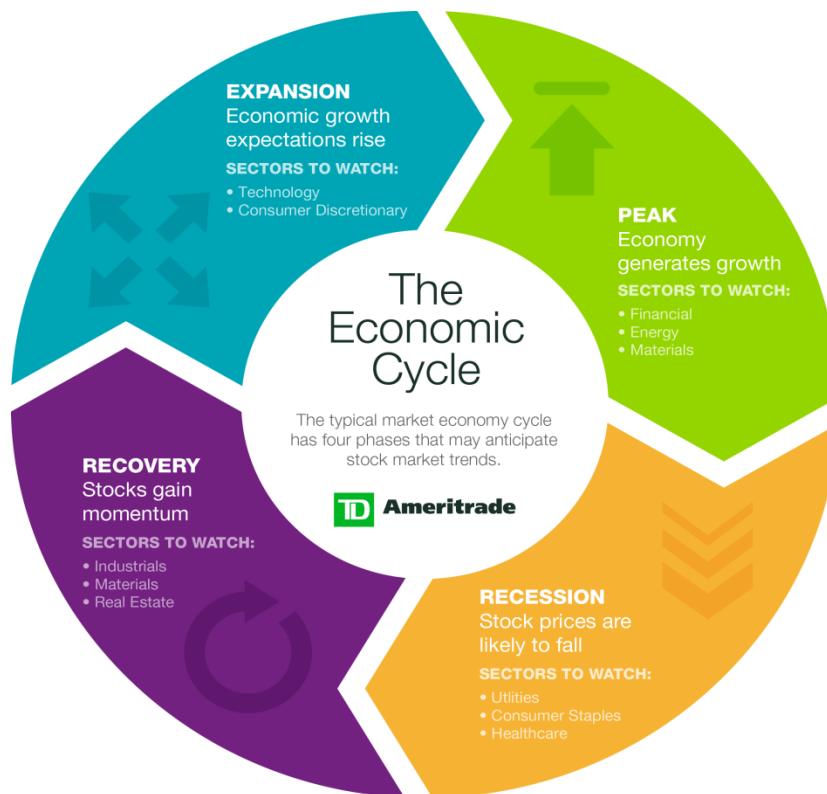 EXPANSION
Economic growth
expectations rise
SECTORS TO WATCH:
• Technology
• Consumer Discretionary
PEAK
Economy
generates growth
SECTORS TO WATCH:
• Financial
• Energy
• Materials
The
Economic
Cycle
The typical market economy cycle
has four phases that may anticipate
stock market trends.
TD Ameritrade
RECOVERY
Stocks gain
momentum
SECTORS TO WATCH:
• Industrials
• Materials
• Real Estate
RECESSION
Stock prices are
likely to fall
SECTORS TO WATCH:
• Utlities
• Consumer Staples
• Healthcare